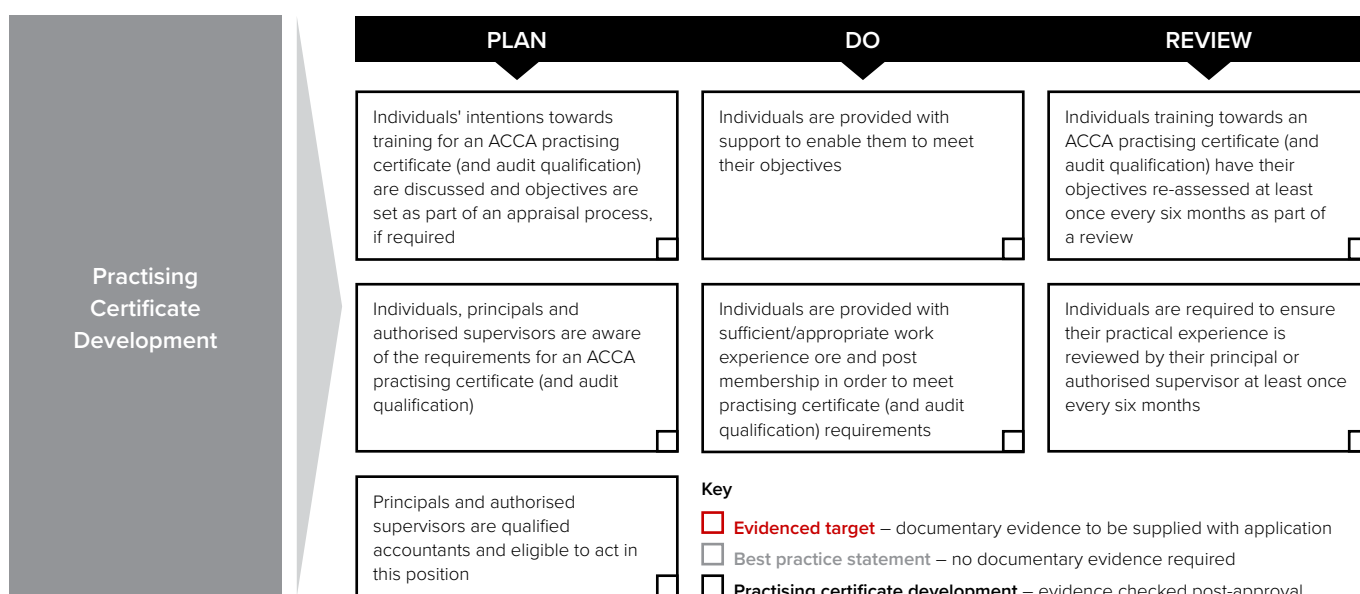 Practising
Certificate
Development
PLAN
DO
REVIEW
Individuals' intentions towards
training for an ACCA practising
certificate (and audit qualification)
are discussed and objectives are
set as part of an appraisal process,
if required
Individuals are provided with
support to enable them to meet
their objectives
Individuals training towards an
ACCA practising certificate (and
audit qualification) have their
objectives re-assessed at least
once every six months as part of
a review
Individuals, principals and
authorised supervisors are aware
of the requirements for an ACCA
practising certificate (and audit
qualification)
Individuals are provided with
sufficient/appropriate work
experience ore and post
membership in order to meet
practising certificate (and audit
qualification) requirements
Individuals are required to ensure
their practical experience is
reviewed by their principal or
authorised supervisor at least once
every six months
Principals and authorised
supervisors are qualified
accountants and eligible to act in
this position
Key
Evidenced target – documentary evidence to be supplied with application
Best practice statement – no documentary evidence required
Practising certificate development – evidence checked post-approval